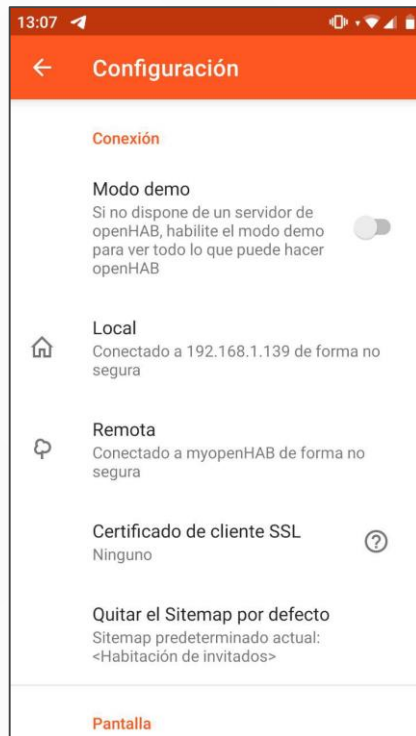 13:07
Configuración
Conexión
Modo demo
Si no dispone de un servidor de
openHAB, habilite el modo demo
para ver todo lo que puede hacer
openHAB
Local
Conectado a 192.168.1.139 de forma no
segura
Remota
Conectado a myopenHAB de forma no
segura
Certificado de cliente SSL
Ninguno
Quitar el Sitemap por defecto
Sitemap predeterminado actual:
<Habitación de invitados>
Pantalla